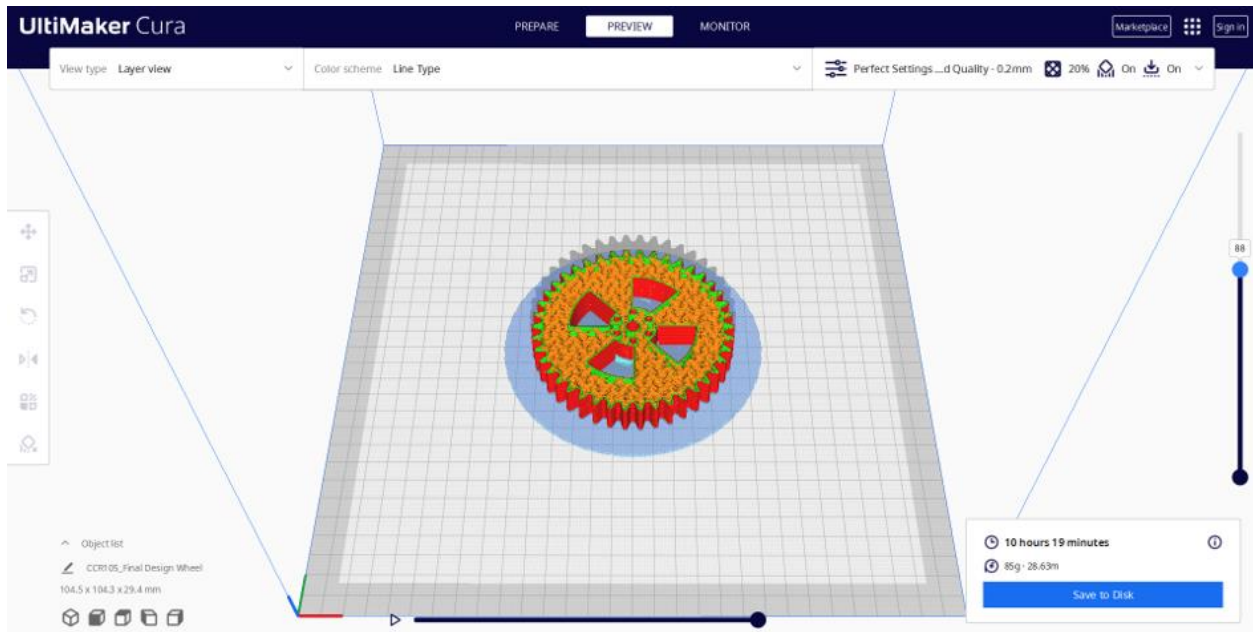 UltiMaker Cura
PREPARE
PREVIEW
MONITOR
Marketplace
Sign in
View type Layer view
Color scheme Line Type
Perfect Settings ...d Quality - 0.2mm
20%
On
On
88
Object list
CCR105_Final Design Wheel
104.5 x 104.3 x 29.4 mm
10 hours 19 minutes
85g · 28.63m
Save to Disk